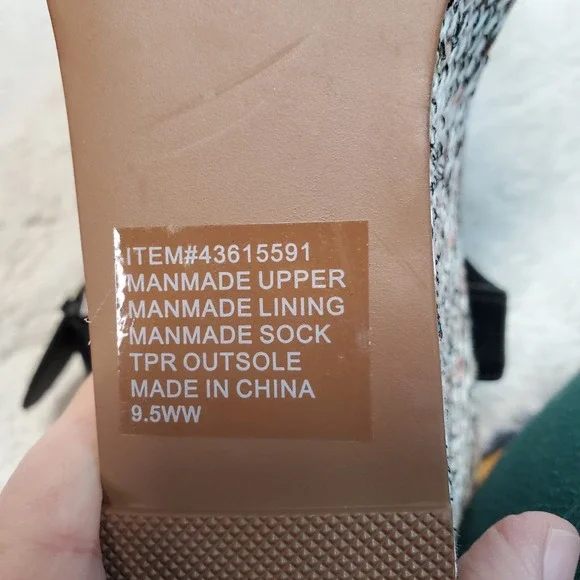 ITEM#43615591
MANMADE UPPER
MANMADE LINING
MANMADE SOCK
TPR OUTSOLE
MADE IN CHINA
9.5WW